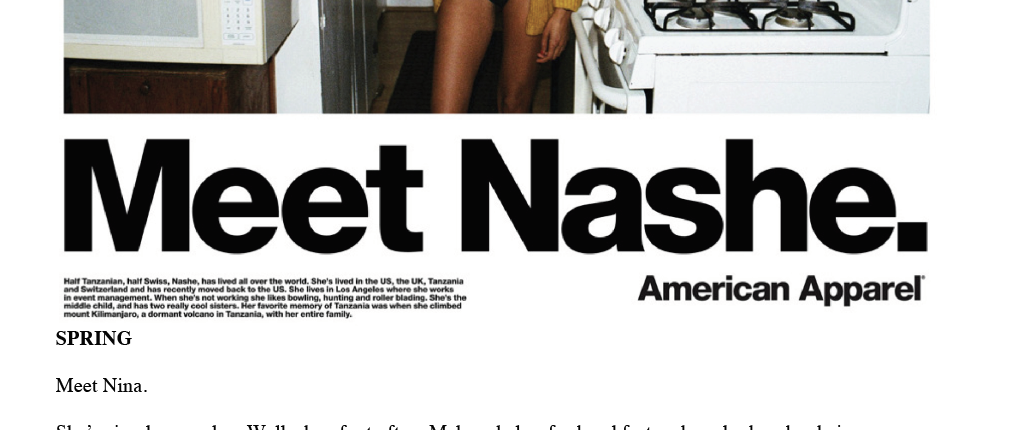 Meet Nashe.
Half Tanzanian, half Swiss, Nashe, has lived all over the world. She's lived in the US, the UK, Tanzania
and Switzerland and has recently moved back to the US. She lives in Los Angeles where she works
in event management. When she's not working she likes bowling, hunting and roller blading. She's the
middle child, and has two really cool sisters. Her favorite memory of Tanzania was when she climbed
mount Kilimanjaro, a dormant volcano in Tanzania, with her entire family.
American Apparel
SPRING
Meet Nina.